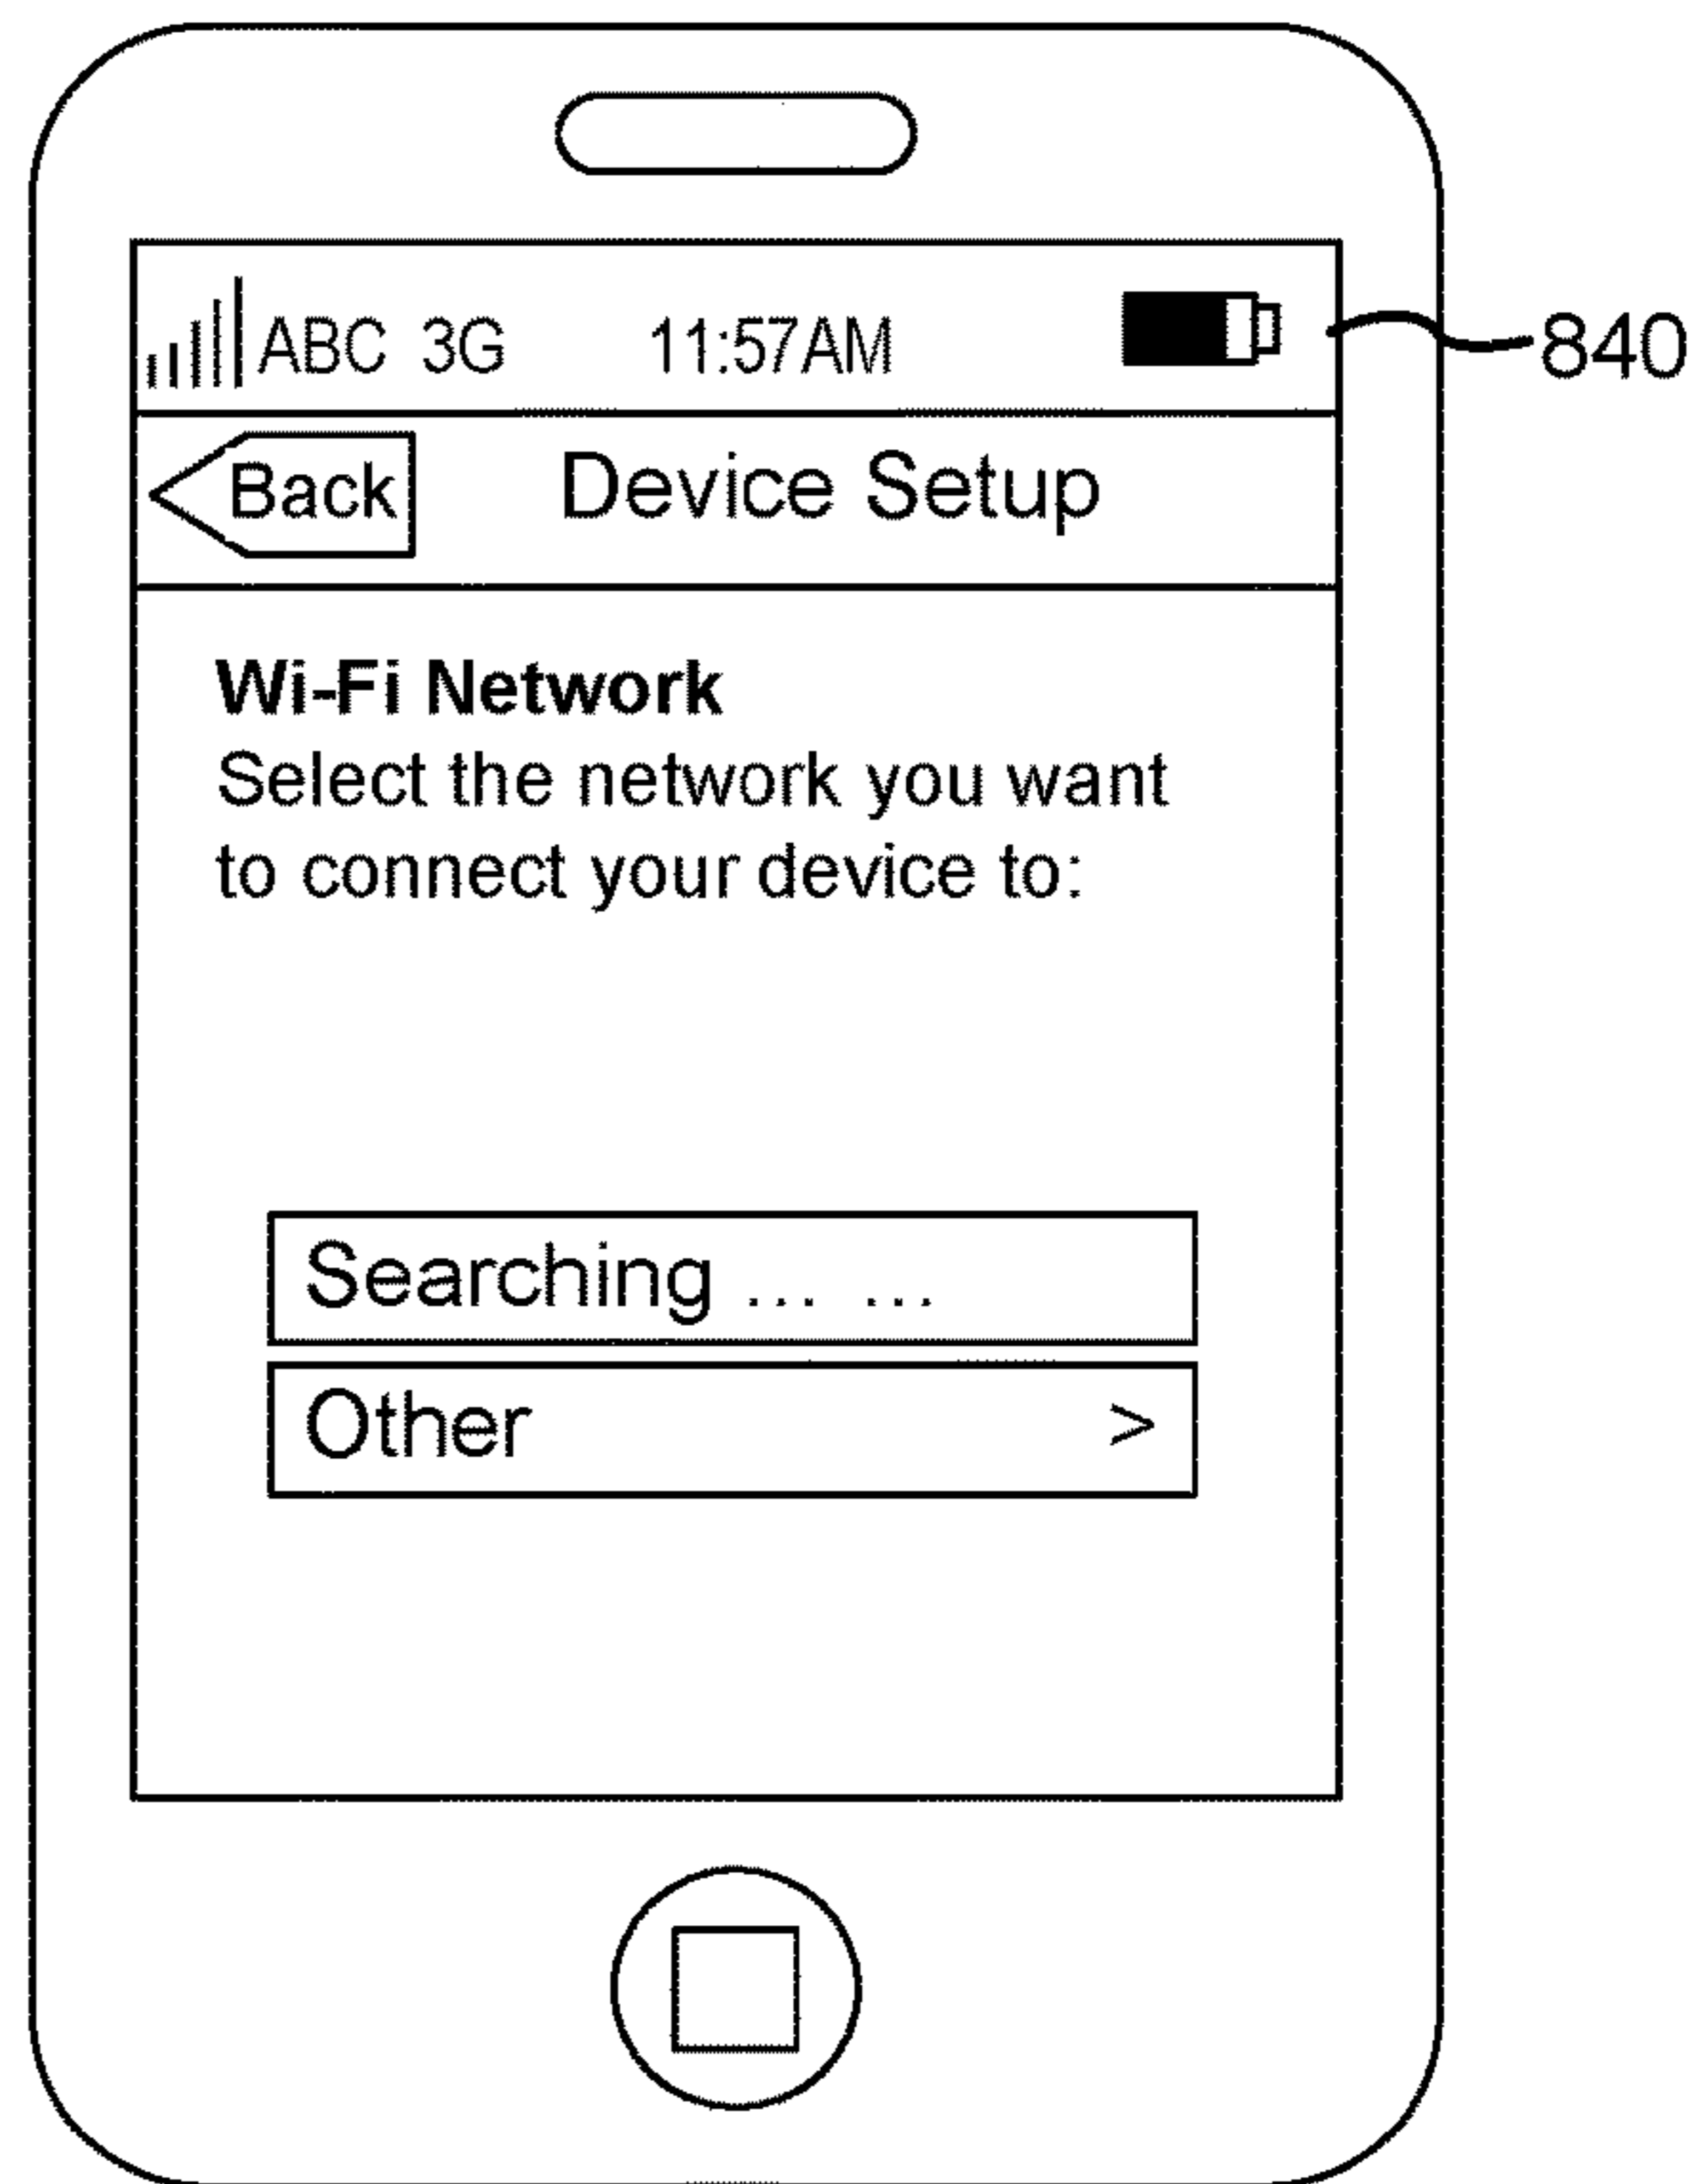 ABC 3G 11:57AM
840
Back Device Setup
Wi-Fi Network
Select the network you want
to connect your device to:
Searching ... ...
Other >